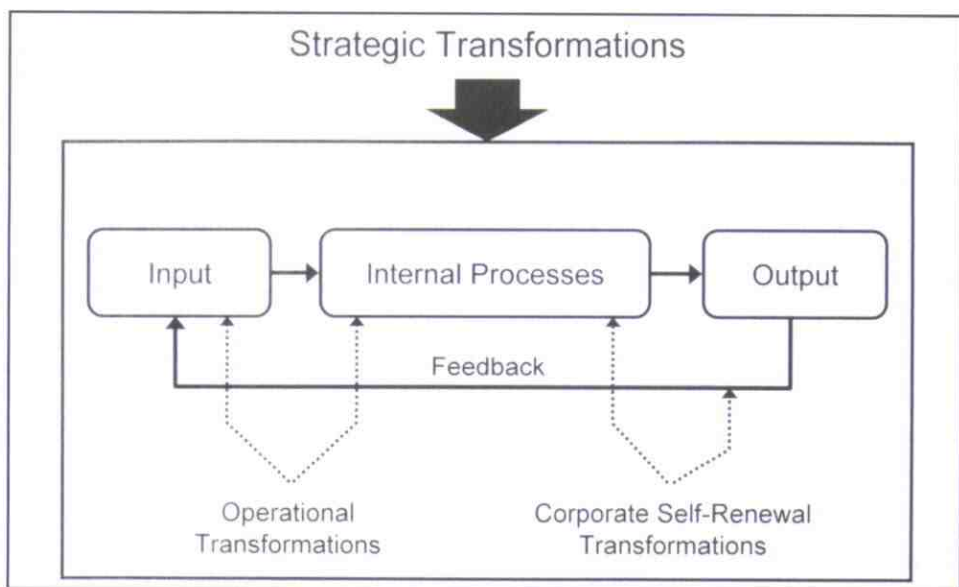 Strategic Transformations
Input
Internal Processes
Output
Feedback
Operational
Transformations
Corporate Self-Renewal
Transformations